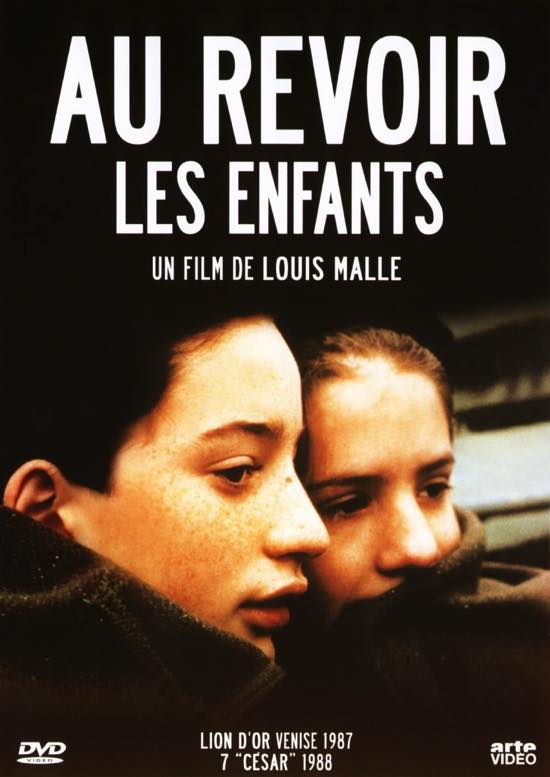 AU REVOIR
LES ENFANTS
UN FILM DE LOUIS MALLE
LION D'OR VENISE 1987
7 "CÉSAR" 1988
DVD
VIDEO
arte
VIDEO